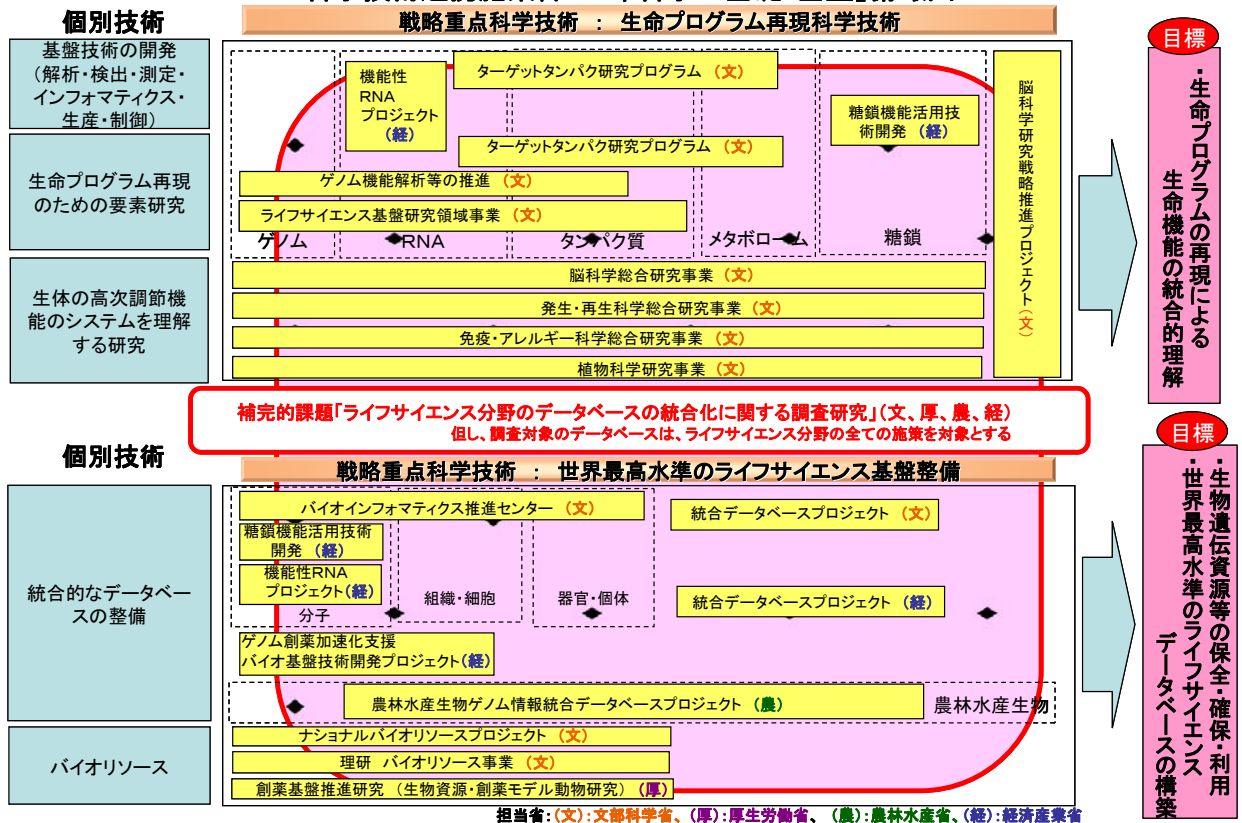 個別技術
戦略重点科学技術 ： 生命プログラム再現科学技術
基盤技術の開発
（解析・検出・測定・
インフォマティクス・
生産・制御）
生命プログラム再現
のための要素研究
生体の高次調節機
能のシステムを理解
する研究
機能性
RNA
プロジェクト
（経）
ターゲットタンパク研究プログラム （文）
糖鎖機能活用技
術開発 （経）
ターゲットタンパク研究プログラム （文）
ゲノム機能解析等の推進 （文）
ライフサイエンス基盤研究領域事業 （文）
ゲノム
RNA
タンパク質
メタボローム
糖鎖
脳科学総合研究事業 （文）
発生・再生科学総合研究事業 （文）
免疫・アレルギー科学総合研究事業 （文）
植物科学研究事業 （文）
脳科学研究戦略推進プロジェクト（文）
目標
・生命プログラムの再現による
生命機能の統合的理解
補完的課題「ライフサイエンス分野のデータベースの統合化に関する調査研究」（文、厚、農、経）
但し、調査対象のデータベースは、ライフサイエンス分野の全ての施策を対象とする
個別技術
戦略重点科学技術 ： 世界最高水準のライフサイエンス基盤整備
統合的なデータベー
スの整備
バイオリソース
バイオインフォマティクス推進センター （文）
統合データベースプロジェクト （文）
糖鎖機能活用技術
開発 （経）
機能性RNA
プロジェクト（経）
分子
組織・細胞
器官・個体
統合データベースプロジェクト （経）
ゲノム創薬加速化支援
バイオ基盤技術開発プロジェクト（経）
農林水産生物ゲノム情報統合データベースプロジェクト （農）
農林水産生物
ナショナルバイオリソースプロジェクト （文）
理研 バイオリソース事業 （文）
創薬基盤推進研究 （生物資源・創薬モデル動物研究） （厚）
目標
・生物遺伝資源等の保全・確保・利用
・世界最高水準のライフサイエンス
データベースの構築
担当省：（文）：文部科学省、（厚）：厚生労働省、 （農）：農林水産省、（経）：経済産業省